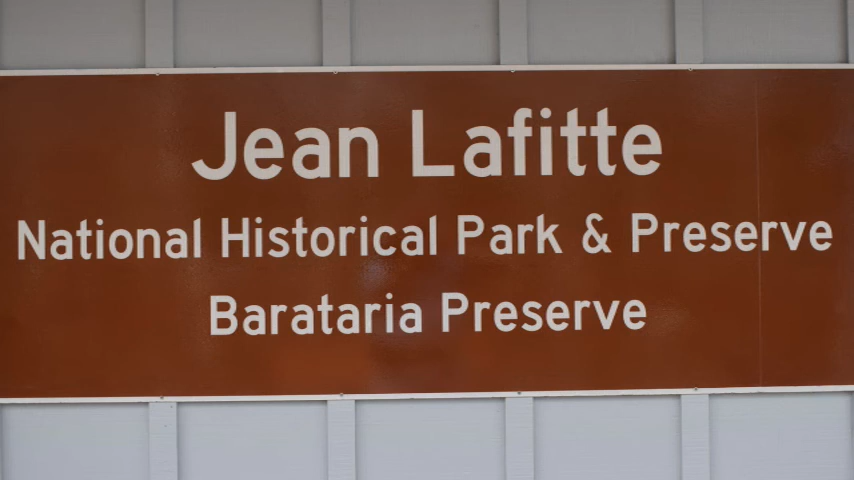 Jean Lafitte
National Historical Park & Preserve
Barataria Preserve